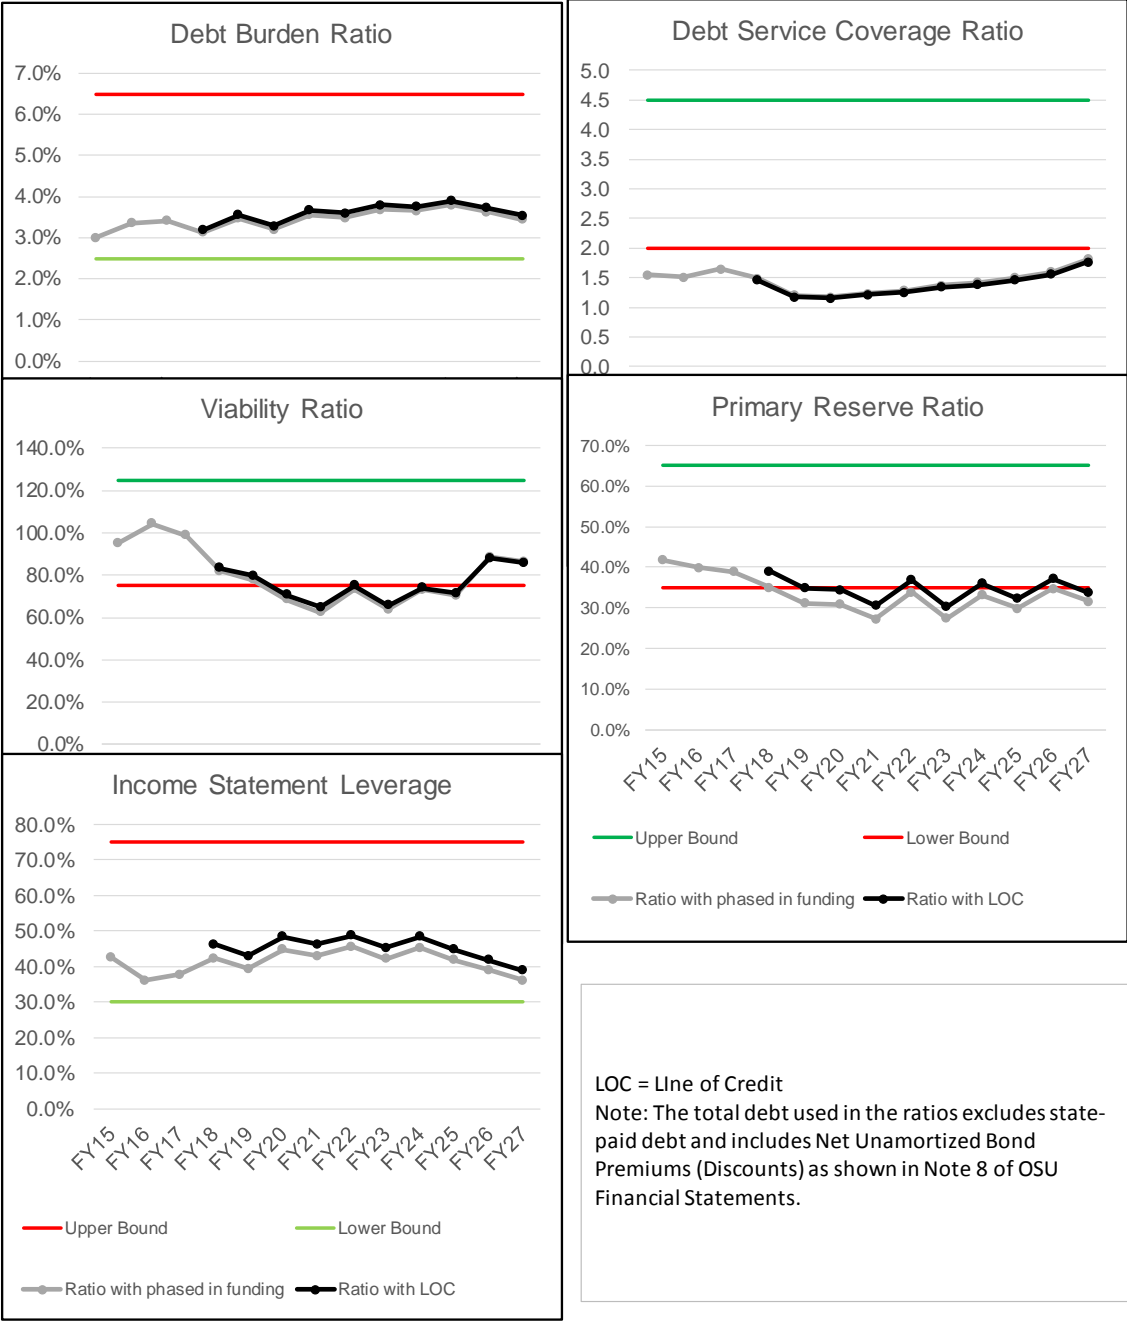 Debt Burden Ratio
7.0%
6.0%
5.0%
4.0%
3.0%
2.0%
1.0%
0.0%
Debt Service Coverage Ratio
5.0
4.5
4.0
3.5
3.0
2.5
2.0
1.5
1.0
0.5
0.0
Viability Ratio
140.0%
120.0%
100.0%
80.0%
60.0%
40.0%
20.0%
0.0%
Primary Reserve Ratio
70.0%
60.0%
50.0%
40.0%
30.0%
20.0%
10.0%
0.0%
FY15 FY16 FY17 FY18 FY19 FY20 FY21 FY22 FY23 FY24 FY25 FY26 FY27
Upper Bound Lower Bound
Ratio with phased in funding Ratio with LOC
Income Statement Leverage
80.0%
70.0%
60.0%
50.0%
40.0%
30.0%
20.0%
10.0%
0.0%
FY15 FY16 FY17 FY18 FY19 FY20 FY21 FY22 FY23 FY24 FY25 FY26 FY27
Upper Bound Lower Bound
Ratio with phased in funding Ratio with LOC
LOC = LIne of Credit
Note: The total debt used in the ratios excludes state-
paid debt and includes Net Unamortized Bond
Premiums (Discounts) as shown in Note 8 of OSU
Financial Statements.